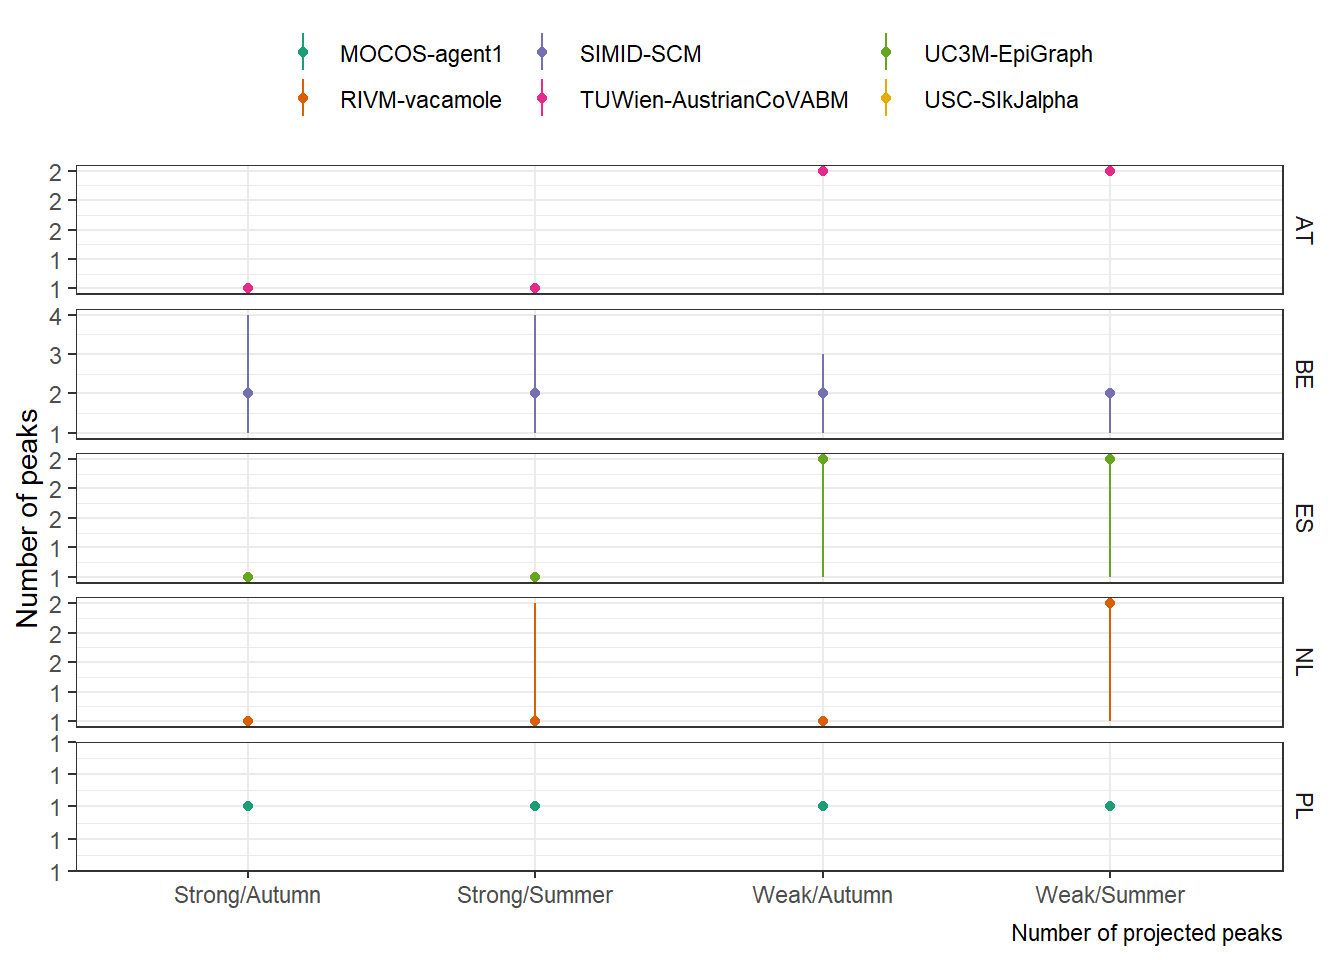 MOCOS-agent1 SIMID-SCM UC3M-EpiGraph
RIVM-vacamole TUWien-AustrianCoVABM USC-SIkJalpha
Number of peaks
2
2
2
1
1
AT
4
3
2
1
BE
2
2
2
1
1
ES
2
2
2
1
1
NL
1
1
1
1
1
PL
Strong/Autumn Strong/Summer Weak/Autumn Weak/Summer
Number of projected peaks